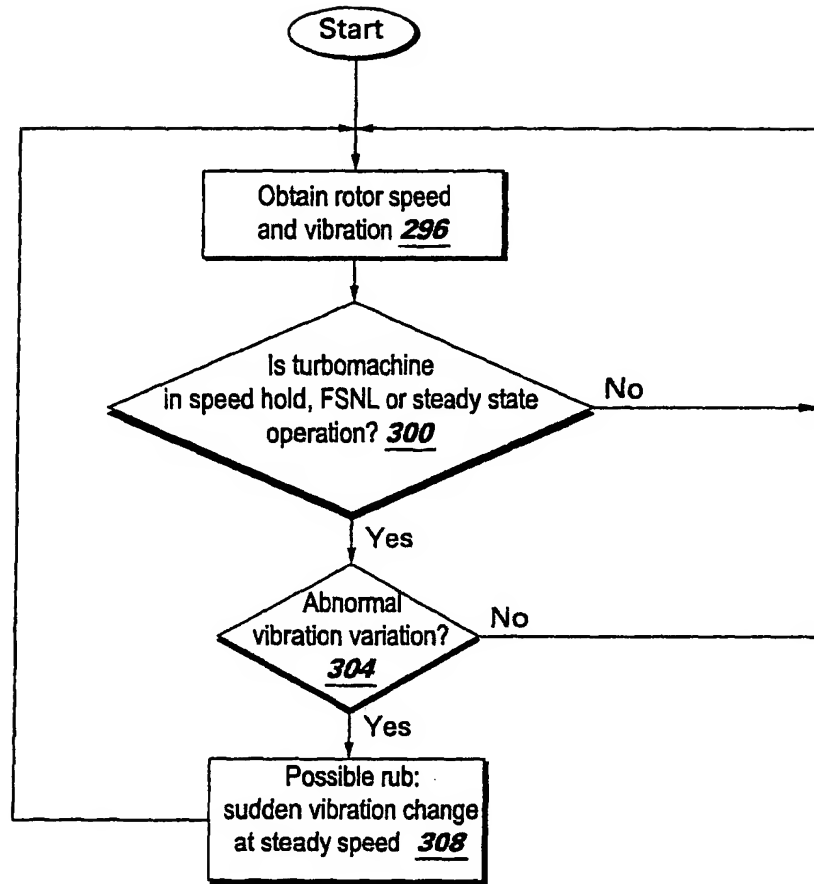 Start
Obtain rotor speed
and vibration 296
Is turbomachine
in speed hold, FSNL or steady state
operation? 300
No
Yes
Abnormal
vibration variation?
304
No
Yes
Possible rub:
sudden vibration change
at steady speed 308